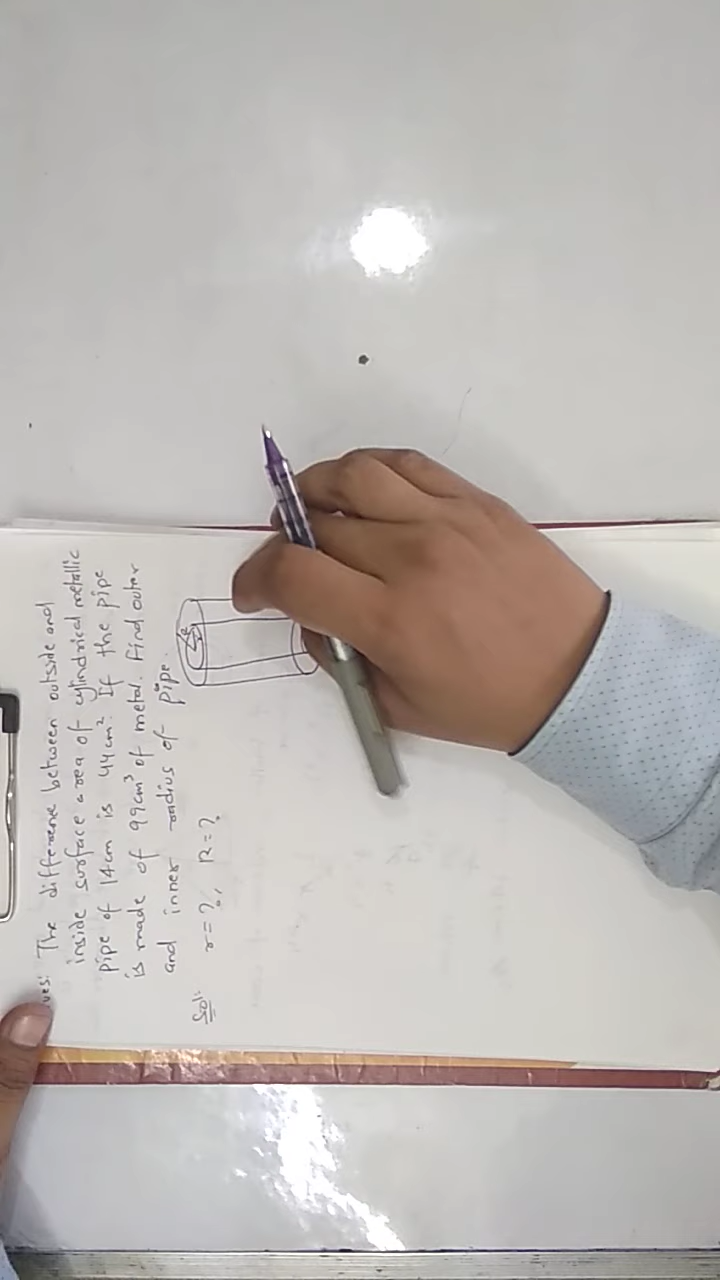 The difference between outside and
inside surface area of cylindrical metallic
pipe of 14cm is 44cm². If the pipe
is made of 99cm³ of metal. Find outer
and inner radius of pipe.
Sol: r=?, R=?
R